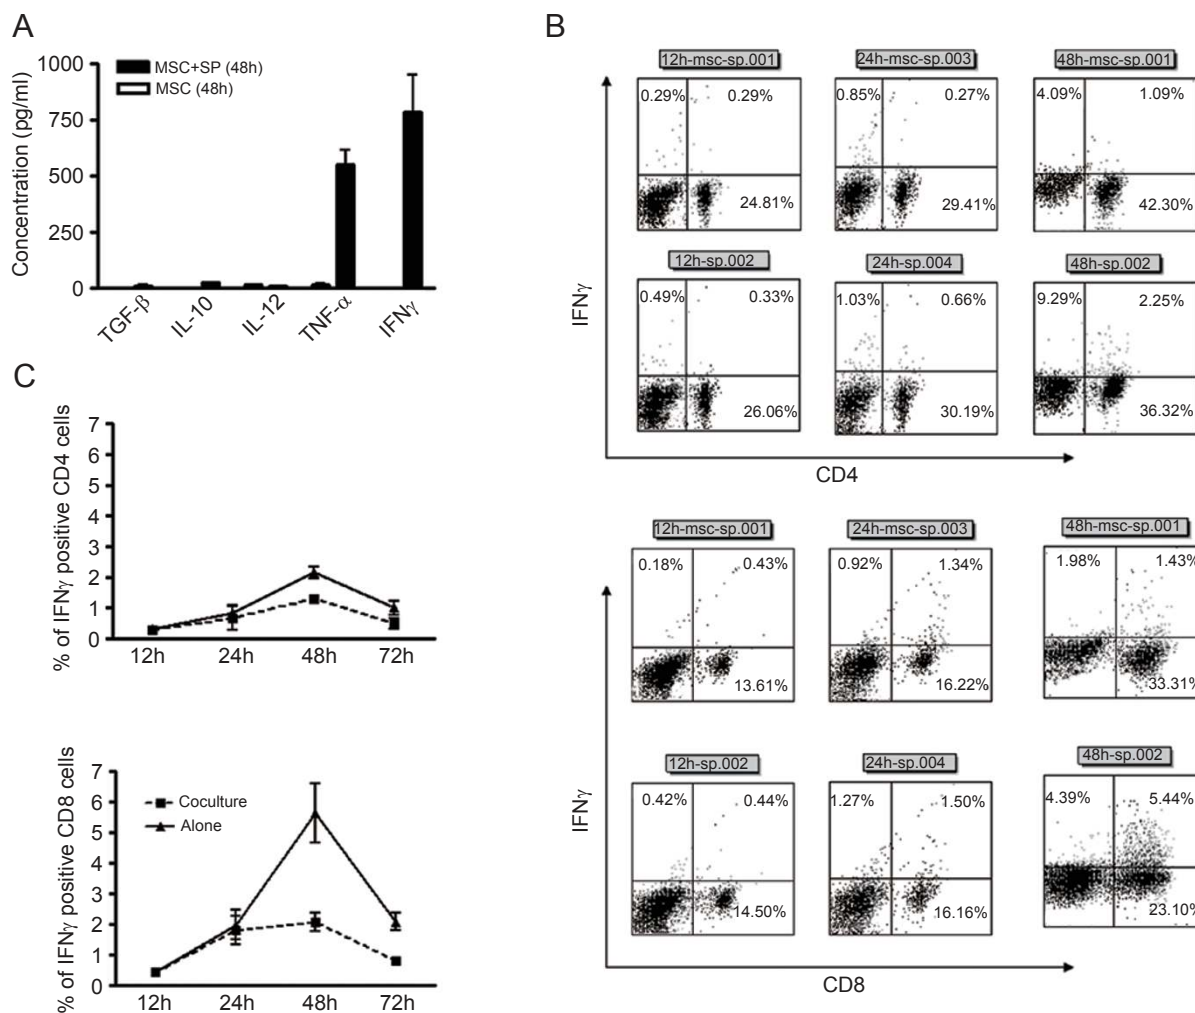 A
1000
750
500
250
0
Concentration (pg/ml)
MSC+SP (48h)
MSC (48h)
TGF-β
IL-10
IL-12
TNF-α
IFNγ
B
12h-msc-sp.001
24h-msc-sp.003
48h-msc-sp.001
0.29% 0.29%
0.85% 0.27%
4.09% 1.09%
24.81%
29.41%
42.30%
12h-sp.002
24h-sp.004
48h-sp.002
0.49% 0.33%
1.03% 0.66%
9.29% 2.25%
26.06%
30.19%
36.32%
IFNγ
CD4
12h-msc-sp.001
24h-msc-sp.003
48h-msc-sp.001
0.18% 0.43%
0.92% 1.34%
1.98% 1.43%
13.61%
16.22%
33.31%
12h-sp.002
24h-sp.004
48h-sp.002
0.42% 0.44%
1.27% 1.50%
4.39% 5.44%
14.50%
16.16%
23.10%
IFNγ
CD8
C
% of IFNγ positive CD4 cells
7
6
5
4
3
2
1
0
12h 24h 48h 72h
% of IFNγ positive CD8 cells
7
6
5
4
3
2
1
0
Coculture
Alone
12h 24h 48h 72h